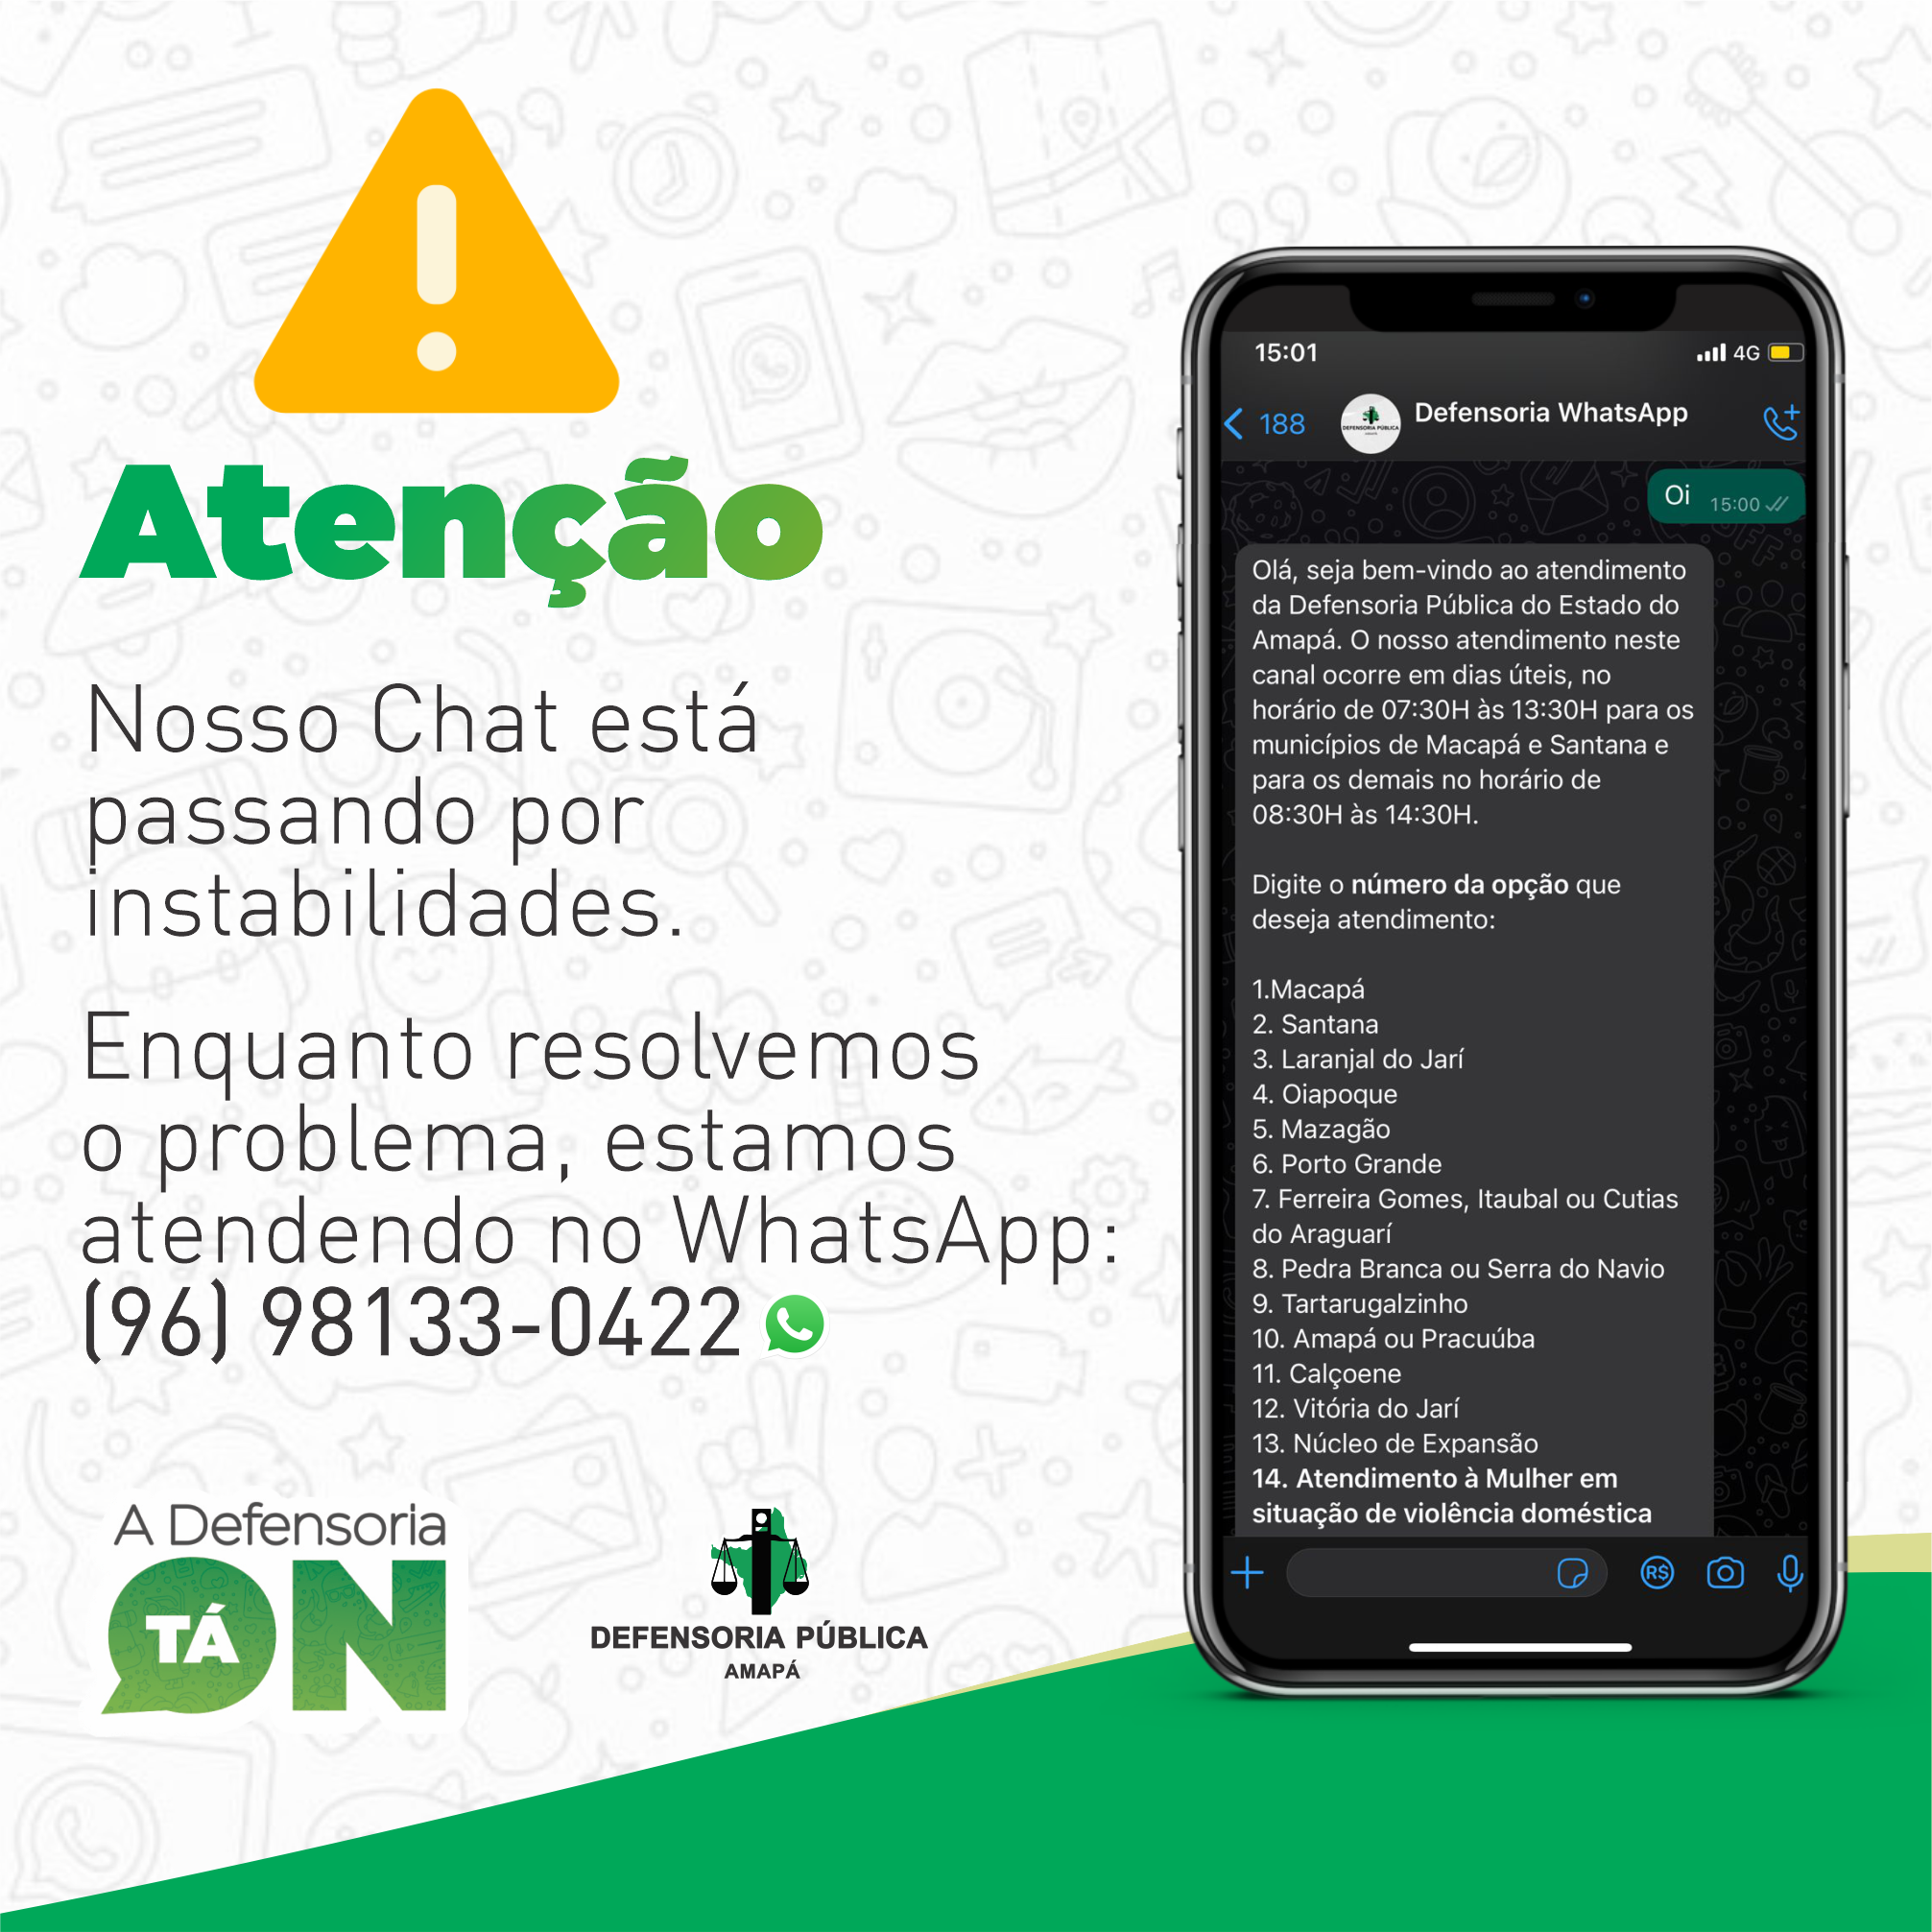 Atenção
Nosso Chat está
passando por
instabilidades.
Enquanto resolvemos
o problema, estamos
atendendo no WhatsApp:
(96) 98133-0422
A Defensoria
TÁ
ON
DEFENSORIA PÚBLICA
AMAPÁ
15:01
4G
188
DEFENSORIA PÚBLICA
Defensoria WhatsApp
Oi 15:00
Olá, seja bem-vindo ao atendimento
da Defensoria Pública do Estado do
Amapá. O nosso atendimento neste
canal ocorre em dias úteis, no
horário de 07:30H às 13:30H para os
municípios de Macapá e Santana e
para os demais no horário de
08:30H às 14:30H.
Digite o número da opção que
deseja atendimento:
1.Macapá
2. Santana
3. Laranjal do Jarí
4. Oiapoque
5. Mazagão
6. Porto Grande
7. Ferreira Gomes, Itaubal ou Cutias
do Araguarí
8. Pedra Branca ou Serra do Navio
9. Tartarugalzinho
10. Amapá ou Pracuúba
11. Calçoene
12. Vitória do Jarí
13. Núcleo de Expansão
14. Atendimento à Mulher em
situação de violência doméstica
R$